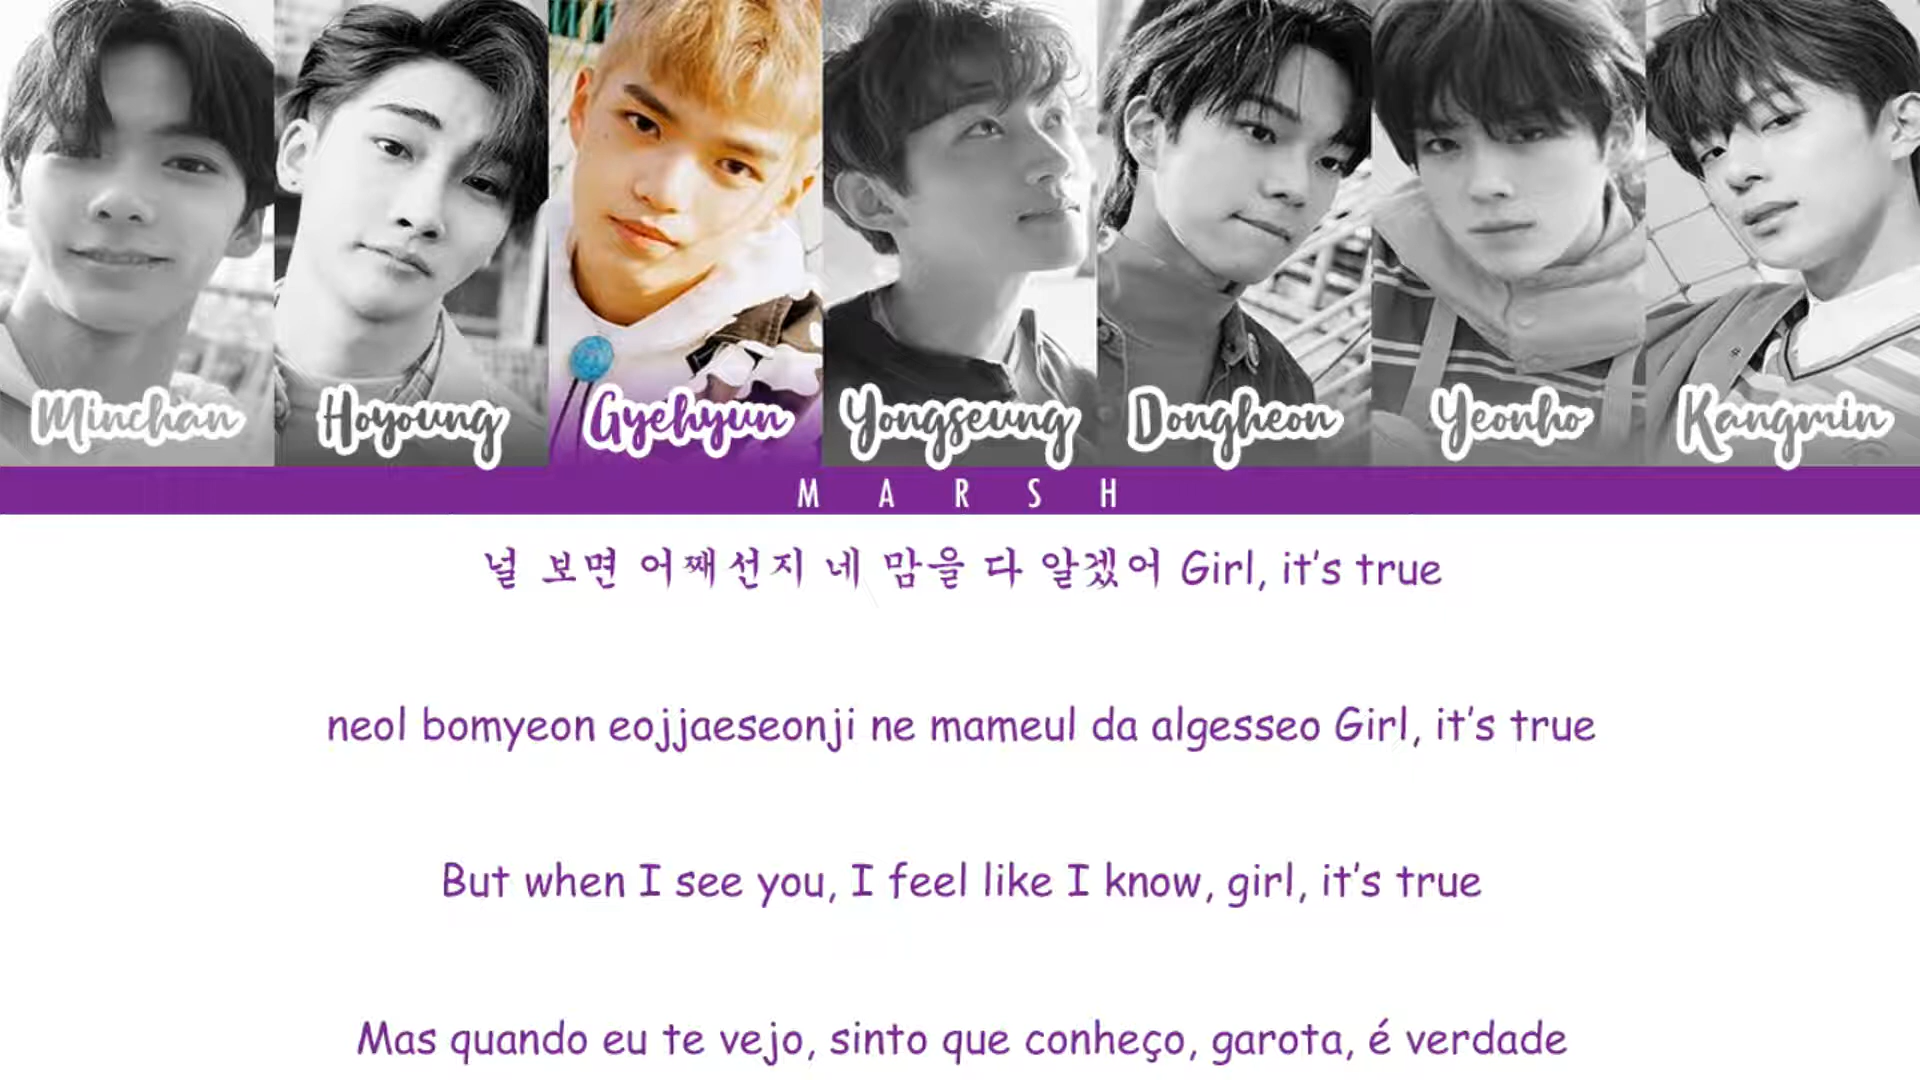 Minchan
Hoyoung
Gyehyun
Yongseung
Dongheon
Yeonho
Kangmin
MARSH
널 보면 어째선지 네 맘을 다 알겠어 Girl, it's true
neol bomyeon eojjaeseonji ne mameul da algesseo Girl, it's true
But when I see you, I feel like I know, girl, it's true
Mas quando eu te vejo, sinto que conheço, garota, é verdade